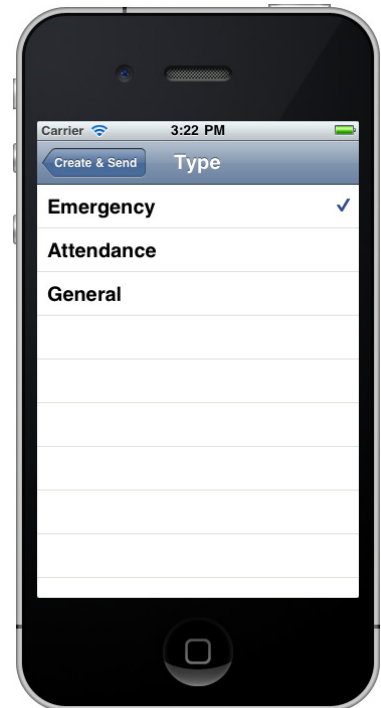 Carrier 3:22 PM
Create & Send Type
Emergency
Attendance
General